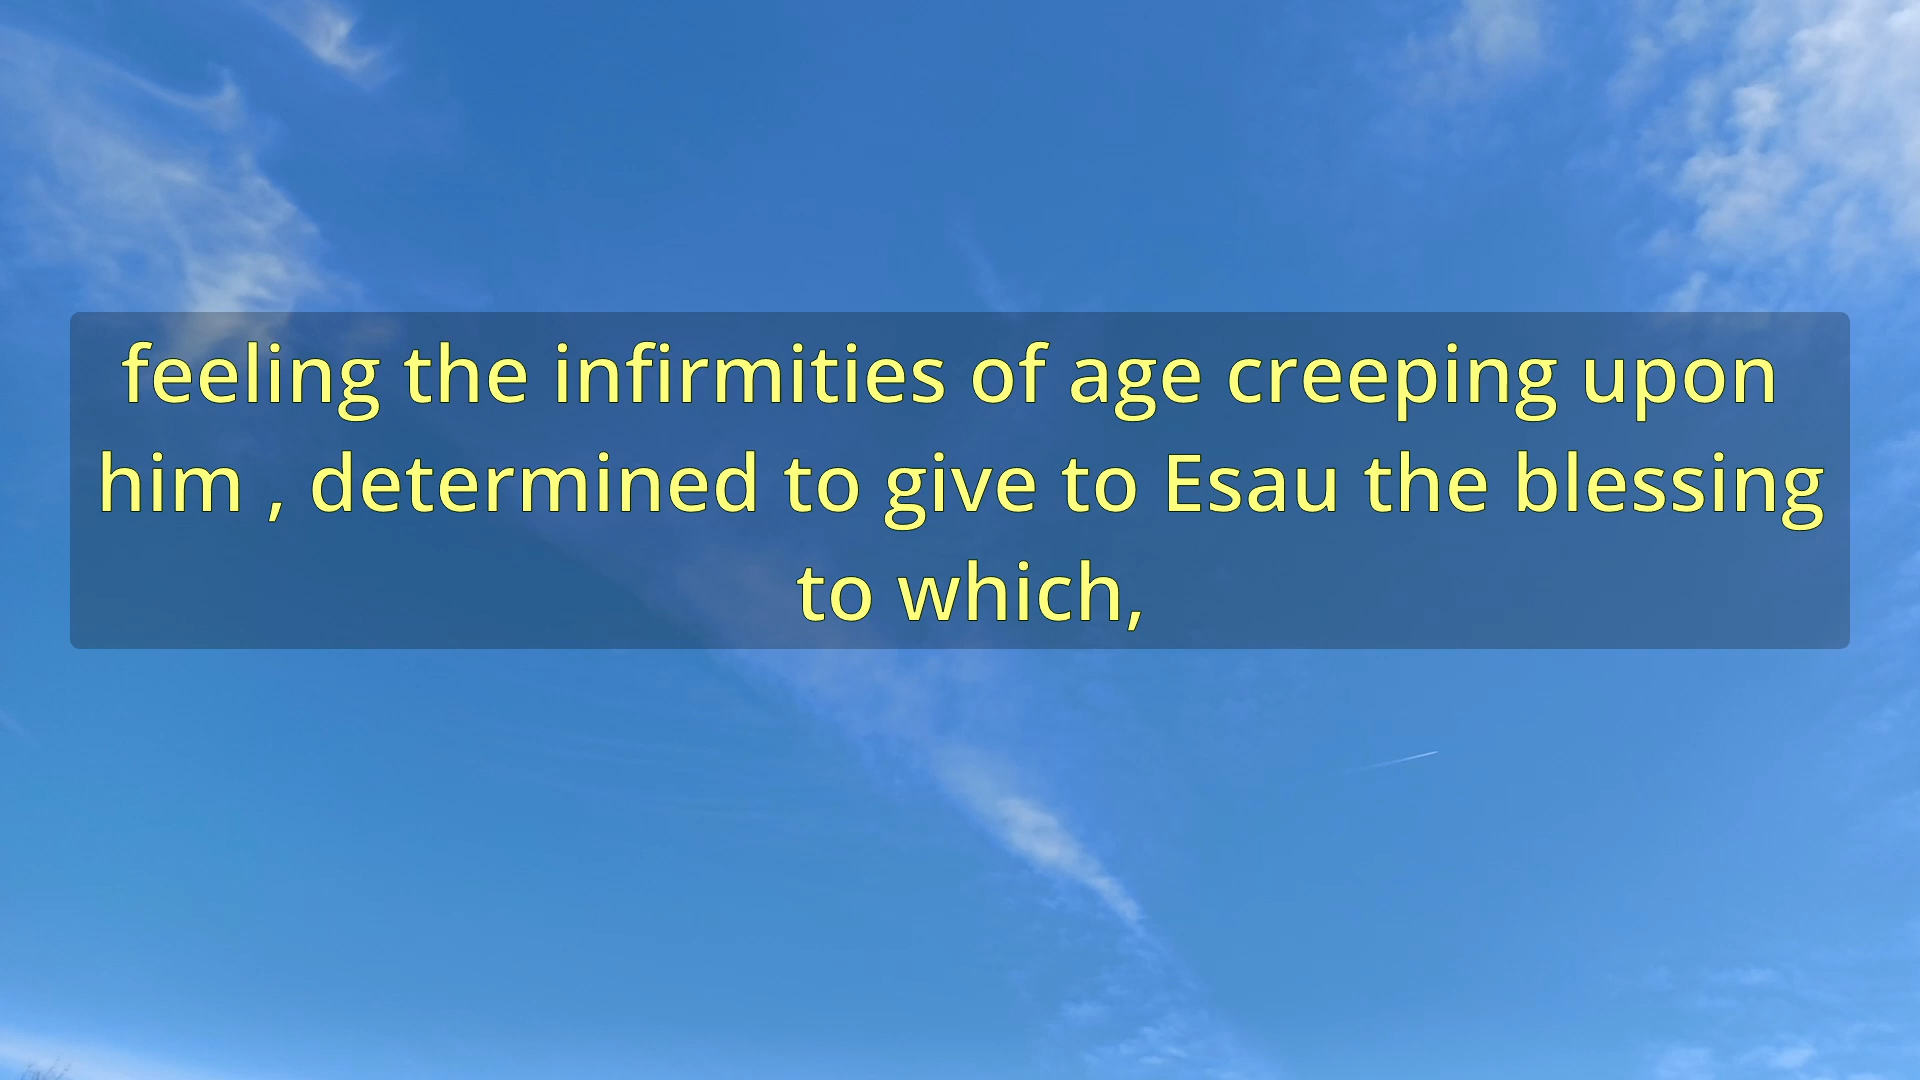 feeling the infirmities of age creeping upon
him , determined to give to Esau the blessing
to which,